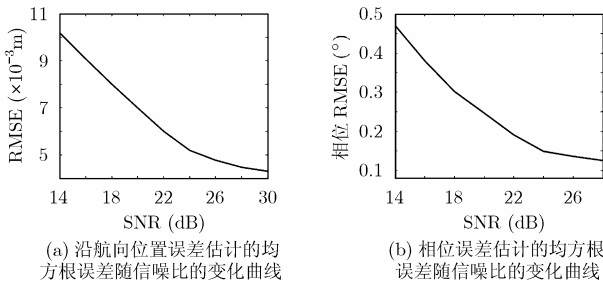 11
9
7
5
RMSE (×10⁻³m)
14 18 22 26 30
SNR (dB)
(a) 沿航向位置误差估计的均
方根误差随信噪比的变化曲线
0.5
0.4
0.3
0.2
0.1
相位 RMSE (°)
14 18 22 26
SNR (dB)
(b) 相位误差估计的均方根
误差随信噪比的变化曲线